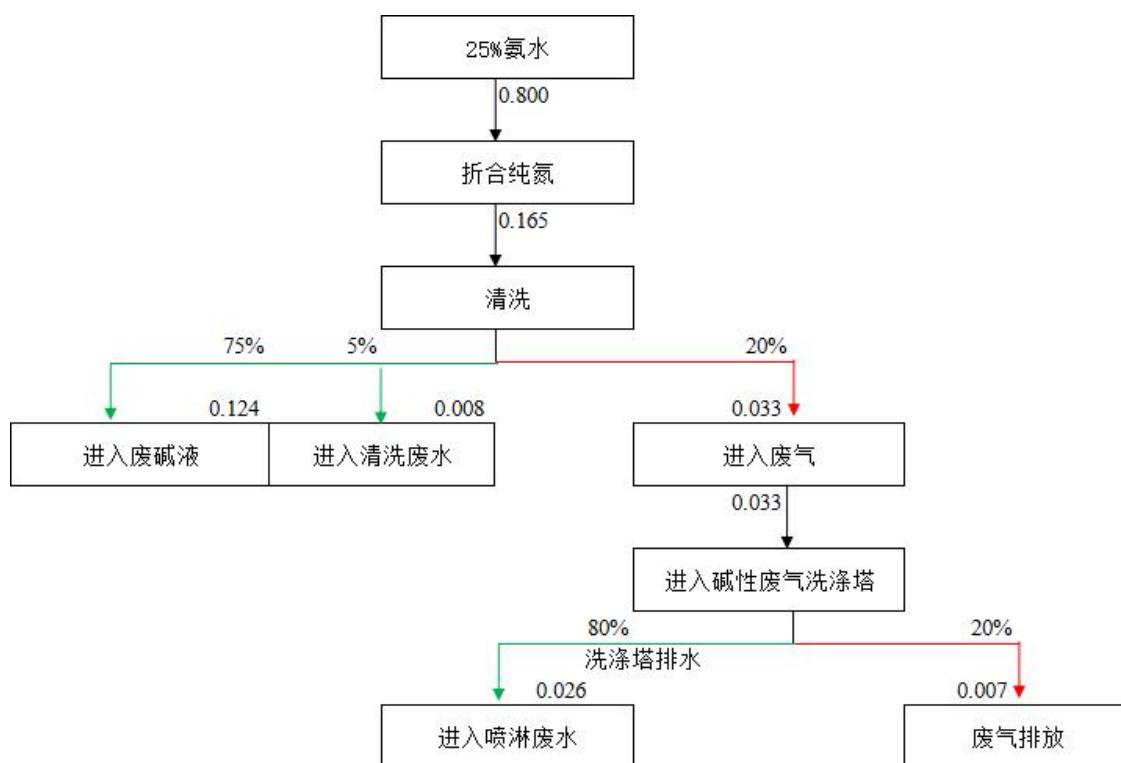 25%氨水
0.800
折合纯氮
0.165
清洗
75%
5%
20%
0.124
0.008
0.033
进入废碱液
进入清洗废水
进入废气
0.033
进入碱性废气洗涤塔
80%
20%
洗涤塔排水
0.026
0.007
进入喷淋废水
废气排放